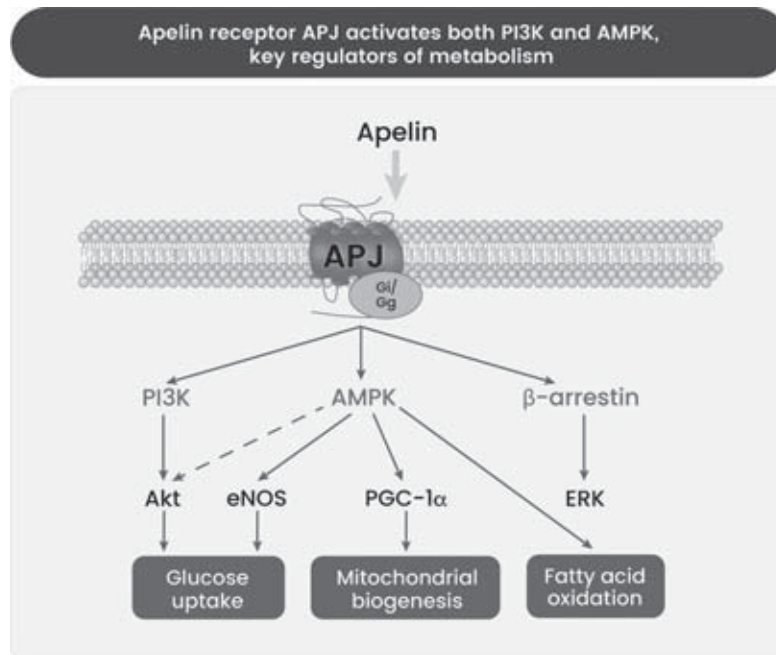 Apelin receptor APJ activates both PI3K and AMPK,
key regulators of metabolism
Apelin
APJ
Gi/
Gg
PI3K
AMPK
β-arrestin
Akt
eNOS
PGC-1α
ERK
Glucose
uptake
Mitochondrial
biogenesis
Fatty acid
oxidation